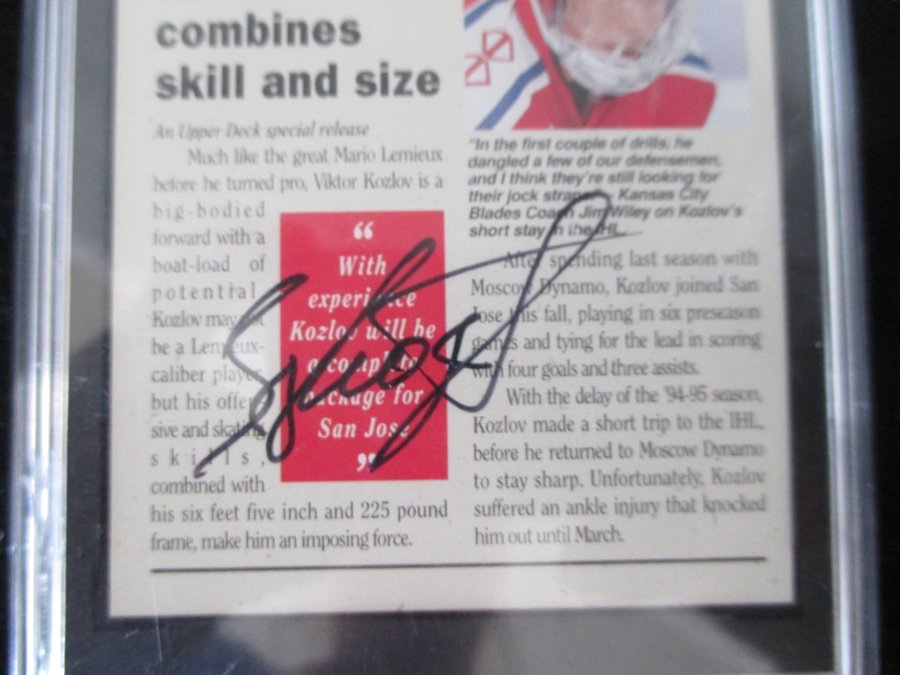 combines
skill and size
An Upper Deck special release
Much like the great Mario Lemieux
before he turned pro, Viktor Kozlov is a
big-bodied
forward with a
boat-load of
potential
Kozlov may not
be a Lemieux-
caliber player
but his offen-
sive and skating
skills,
combined with
his six feet five inch and 225 pound
frame, make him an imposing force.
“
With
experience
Kozlov will be
a complete
package for
San Jose
”
"In the first couple of drills, he
dangled a few of our defensemen,
and I think they're still looking for
their jock straps" - Kansas City
Blades Coach Jim Wiley on Kozlov's
short stay in the IHL.
After spending last season with
Moscow Dynamo, Kozlov joined San
Jose this fall, playing in six preseason
games and tying for the lead in scoring
with four goals and three assists.
With the delay of the '94-95 season,
Kozlov made a short trip to the IHL,
before he returned to Moscow Dynamo
to stay sharp. Unfortunately, Kozlov
suffered an ankle injury that knocked
him out until March.